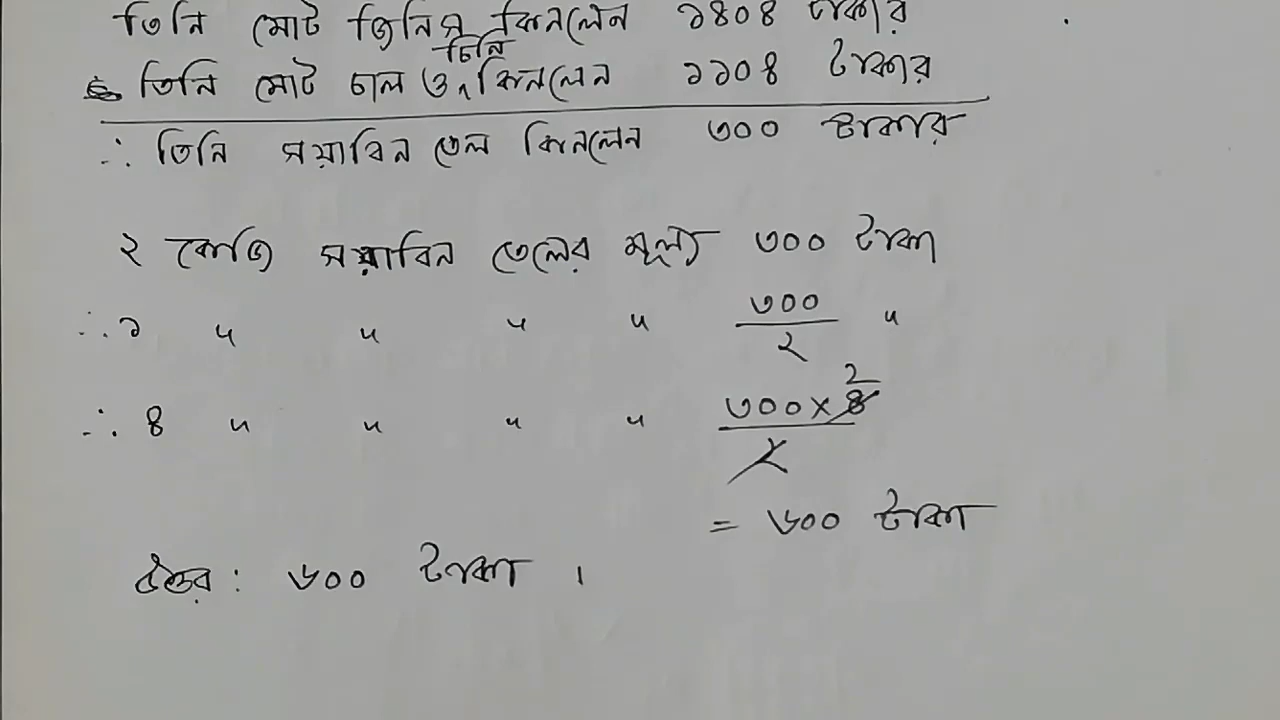 তিনি মোট জিনিস কিনলেন ১৪০৪ টাকার
তিনি মোট চাল ও চিনি কিনলেন ১১০৪ টাকার
∴ তিনি সয়াবিন তেল কিনলেন ৩০০ টাকার
২ কেজি সয়াবিন তেলের মূল্য ৩০০ টাকা
∴ ১ " " " " ৩০০/২ "
∴ ৪ " " " " ৩০০×৪/২ ২
= ৬০০ টাকা
উত্তর : ৬০০ টাকা ।